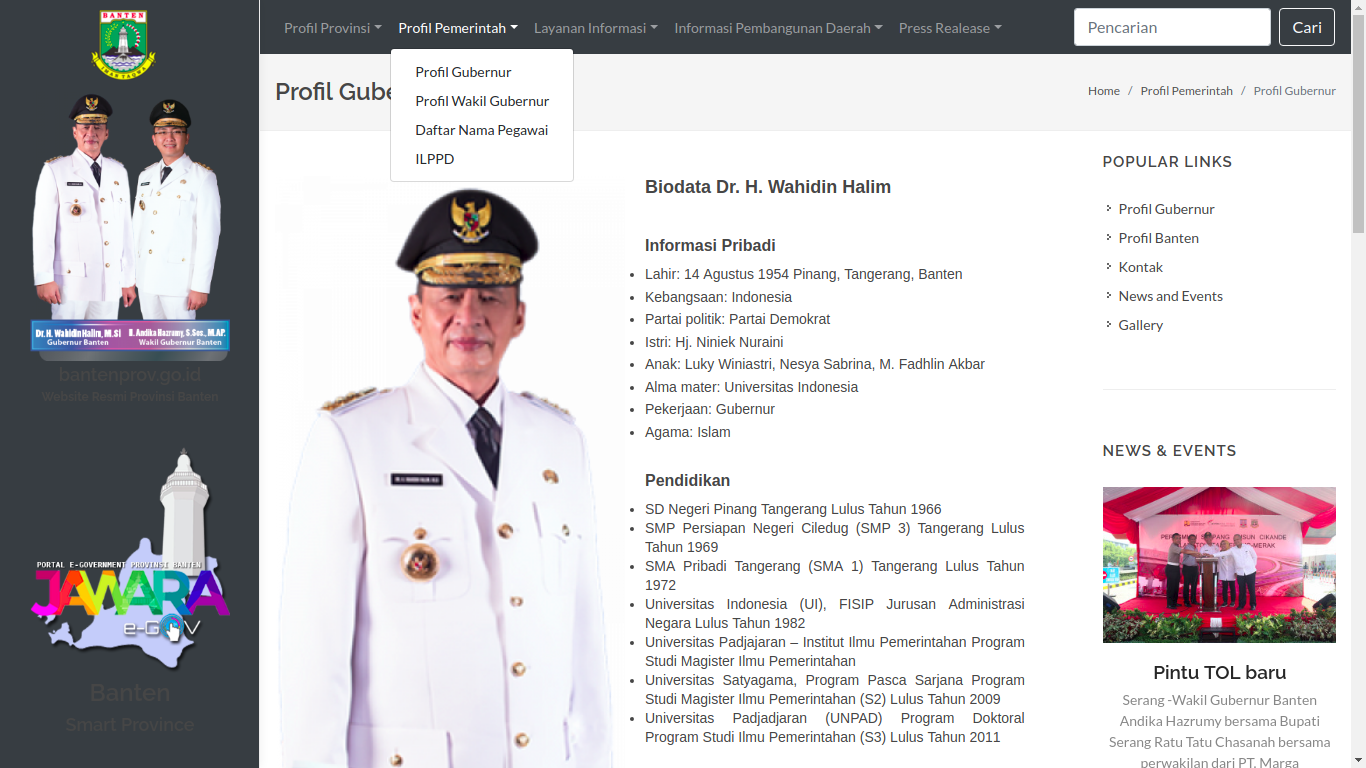 BANTEN
IMAN TAQWA
Dr. H. Wahidin Halim, M.SI
Gubernur Banten
H. Andika Hazrumy, S.Sos., M.AP.
Wakil Gubernur Banten
bantenprov.go.id
Website Resmi Provinsi Banten
PORTAL E-GOVERNMENT PROVINSI BANTEN
JAWARA
e-GOV
Banten
Smart Province
Profil Provinsi
Profil Pemerintah
Layanan Informasi
Informasi Pembangunan Daerah
Press Realease
Pencarian
Cari
Profil Gubernur
Profil Wakil Gubernur
Daftar Nama Pegawai
ILPPD
Profil Gube
Home / Profil Pemerintah / Profil Gubernur
Biodata Dr. H. Wahidin Halim
Informasi Pribadi
Lahir: 14 Agustus 1954 Pinang, Tangerang, Banten
Kebangsaan: Indonesia
Partai politik: Partai Demokrat
Istri: Hj. Niniek Nuraini
Anak: Luky Winiastri, Nesya Sabrina, M. Fadhlin Akbar
Alma mater: Universitas Indonesia
Pekerjaan: Gubernur
Agama: Islam
Pendidikan
SD Negeri Pinang Tangerang Lulus Tahun 1966
SMP Persiapan Negeri Ciledug (SMP 3) Tangerang Lulus
Tahun 1969
SMA Pribadi Tangerang (SMA 1) Tangerang Lulus Tahun
1972
Universitas Indonesia (UI), FISIP Jurusan Administrasi
Negara Lulus Tahun 1982
Universitas Padjajaran – Institut Ilmu Pemerintahan Program
Studi Magister Ilmu Pemerintahan
Universitas Satyagama, Program Pasca Sarjana Program
Studi Magister Ilmu Pemerintahan (S2) Lulus Tahun 2009
Universitas Padjadjaran (UNPAD) Program Doktoral
Program Studi Ilmu Pemerintahan (S3) Lulus Tahun 2011
POPULAR LINKS
Profil Gubernur
Profil Banten
Kontak
News and Events
Gallery
NEWS & EVENTS
Pintu TOL baru
Serang -Wakil Gubernur Banten
Andika Hazrumy bersama Bupati
Serang Ratu Tatu Chasanah bersama
perwakilan dari PT. Marga